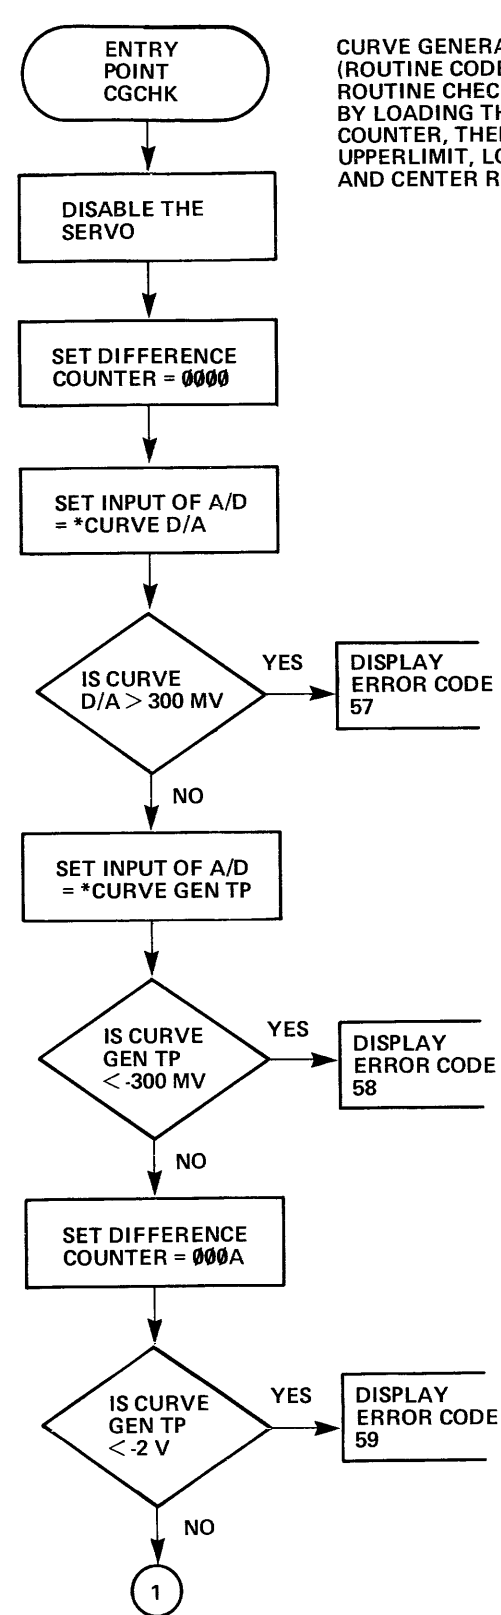 ENTRY
POINT
CGCHK
CURVE GENERA
(ROUTINE CODE
ROUTINE CHEC
BY LOADING TH
COUNTER, THE
UPPERLIMIT, LO
AND CENTER R
DISABLE THE
SERVO
SET DIFFERENCE
COUNTER = 0000
SET INPUT OF A/D
= *CURVE D/A
IS CURVE
D/A > 300 MV
YES
DISPLAY
ERROR CODE
57
NO
SET INPUT OF A/D
= *CURVE GEN TP
IS CURVE
GEN TP
< -300 MV
YES
DISPLAY
ERROR CODE
58
NO
SET DIFFERENCE
COUNTER = 000A
IS CURVE
GEN TP
< -2 V
YES
DISPLAY
ERROR CODE
59
NO
1